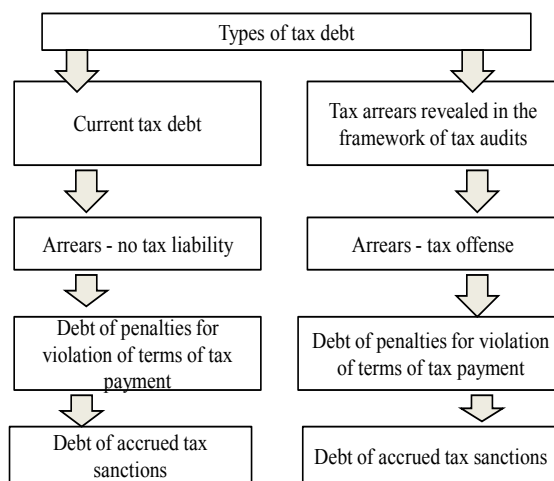 Types of tax debt
Current tax debt
Tax arrears revealed in the
framework of tax audits
Arrears - no tax liability
Arrears - tax offense
Debt of penalties for
violation of terms of tax
payment
Debt of penalties for violation
of terms of tax payment
Debt of accrued tax
sanctions
Debt of accrued tax sanctions